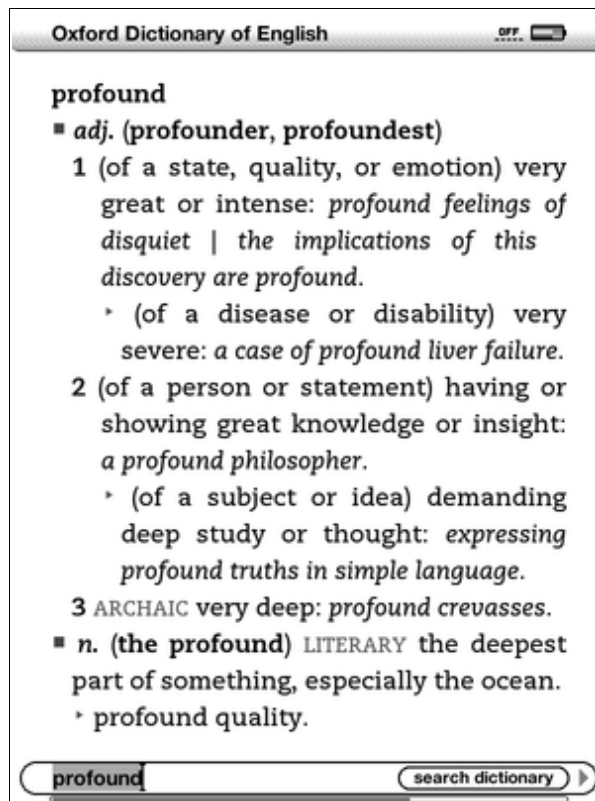 Oxford Dictionary of English OFF
profound
■ adj. (profounder, profoundest)
1 (of a state, quality, or emotion) very
great or intense: profound feelings of
disquiet | the implications of this
discovery are profound.
‣ (of a disease or disability) very
severe: a case of profound liver failure.
2 (of a person or statement) having or
showing great knowledge or insight:
a profound philosopher.
‣ (of a subject or idea) demanding
deep study or thought: expressing
profound truths in simple language.
3 ARCHAIC very deep: profound crevasses.
■ n. (the profound) LITERARY the deepest
part of something, especially the ocean.
‣ profound quality.
profound search dictionary